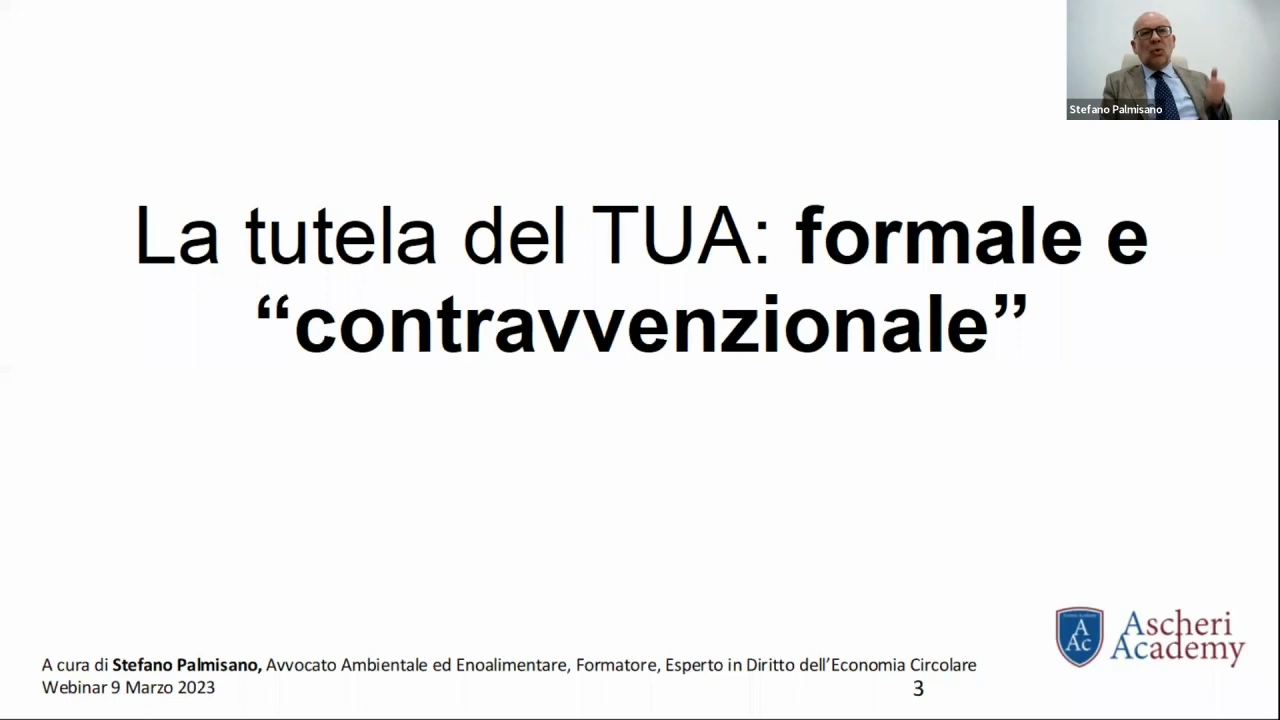 Stefano Palmisano
La tutela del TUA: formale e
“contravvenzionale”
A cura di Stefano Palmisano, Avvocato Ambientale ed Enoalimentare, Formatore, Esperto in Diritto dell’Economia Circolare
Webinar 9 Marzo 2023
3
A
Ac
Ascheri
Academy